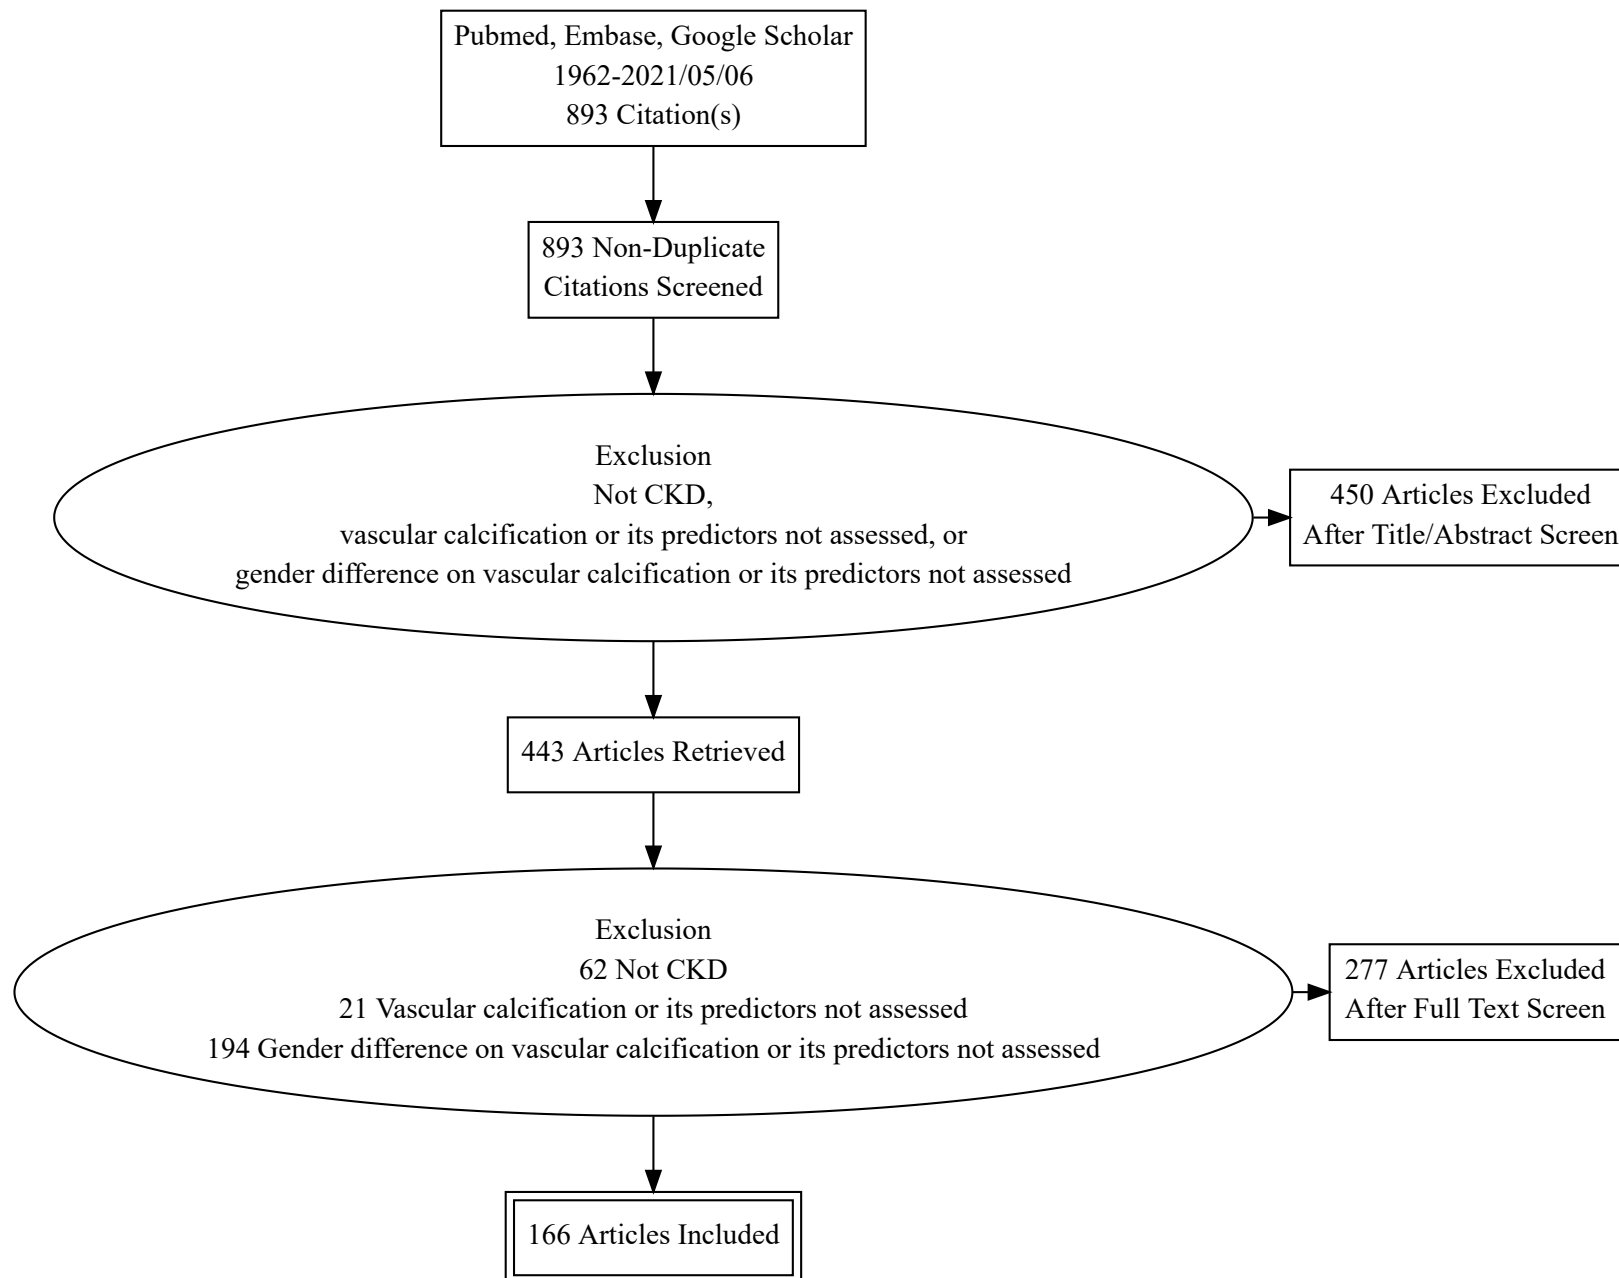 Pubmed, Embase, Google Scholar
1962-2021/05/06
893 Citation(s)
893 Non-Duplicate
Citations Screened
Exclusion
Not CKD,
vascular calcification or its predictors not assessed, or
gender difference on vascular calcification or its predictors not assessed
450 Articles Excluded
After Title/Abstract Screen
443 Articles Retrieved
Exclusion
62 Not CKD
21 Vascular calcification or its predictors not assessed
194 Gender difference on vascular calcification or its predictors not assessed
277 Articles Excluded
After Full Text Screen
166 Articles Included